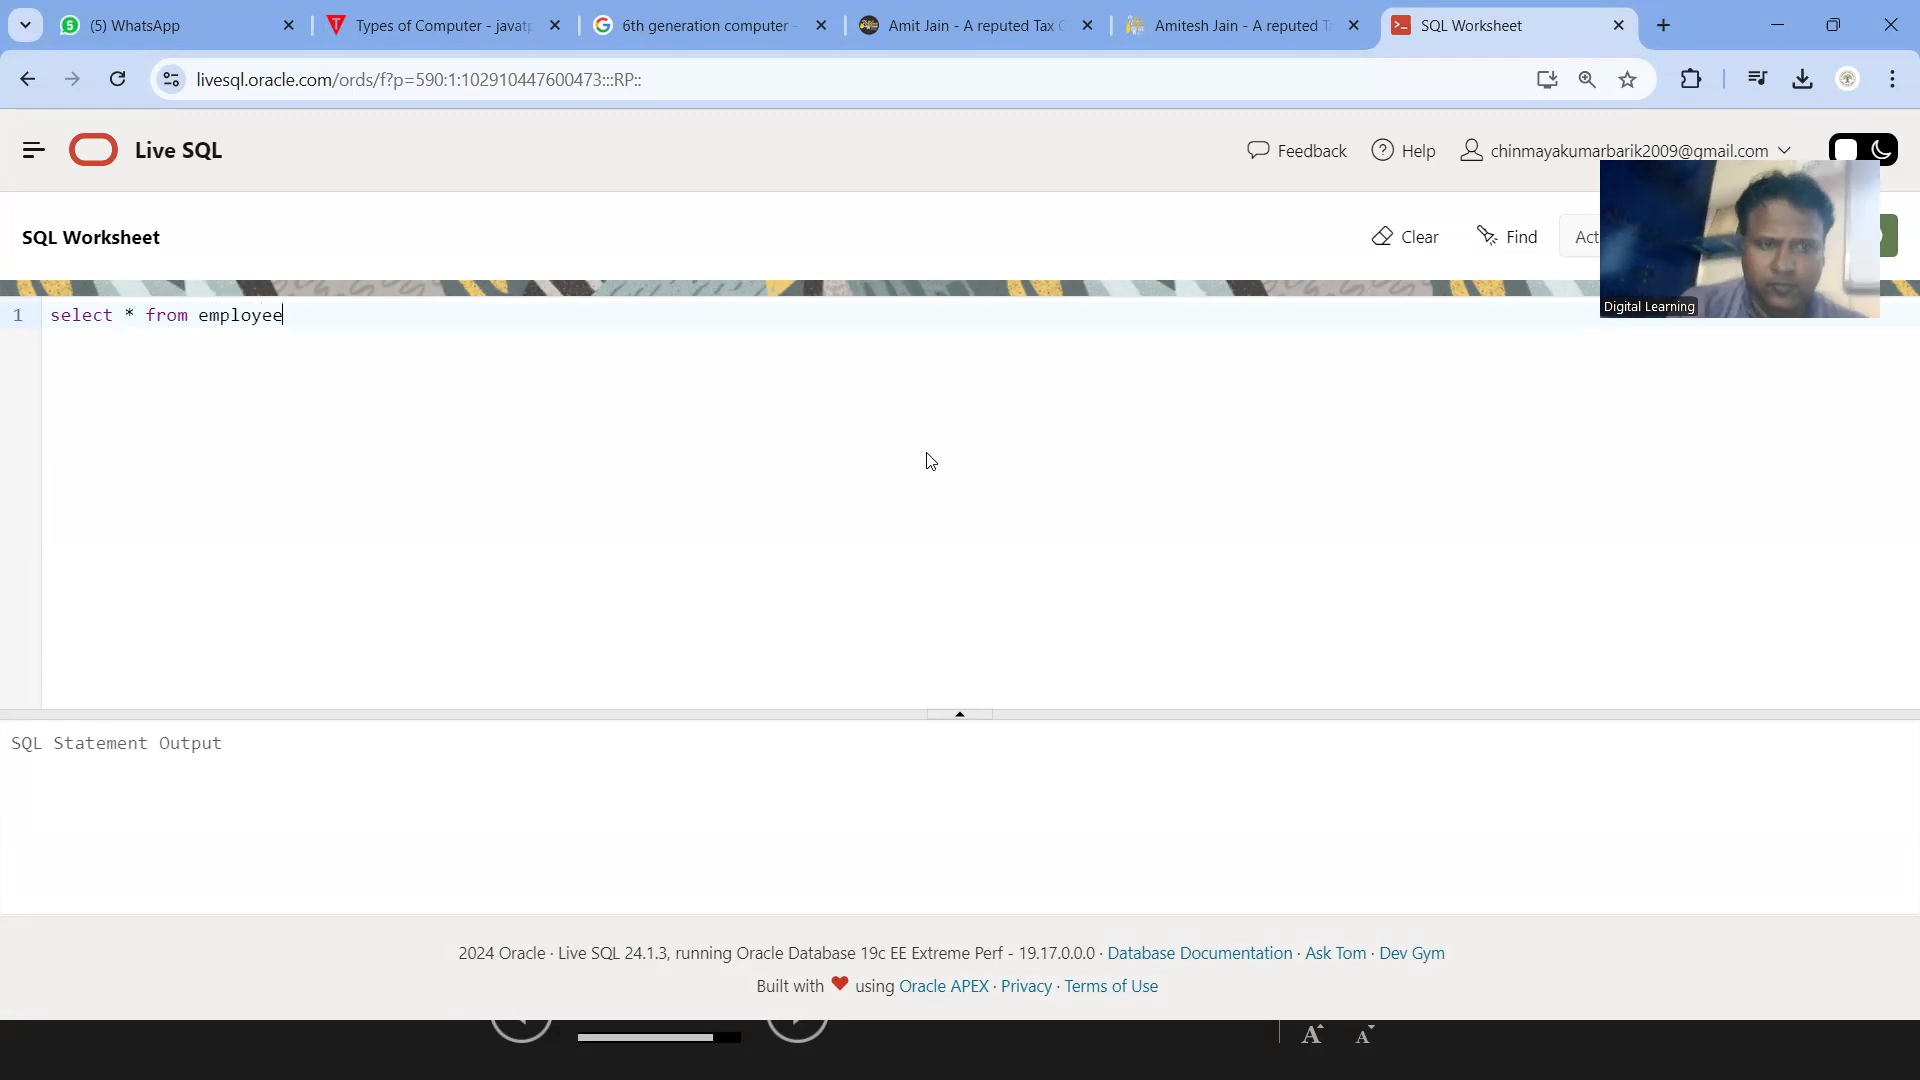 (5) WhatsApp
Types of Computer - javatp
6th generation computer -
Amit Jain - A reputed Tax C
Amitesh Jain - A reputed Ta
SQL Worksheet
livesql.oracle.com/ords/f?p=590:1:102910447600473:::RP::
Live SQL
Feedback
Help
chinmayakumarbarik2009@gmail.com
SQL Worksheet
Clear
Find
Act
Digital Learning
1 select * from employee
SQL Statement Output
2024 Oracle · Live SQL 24.1.3, running Oracle Database 19c EE Extreme Perf - 19.17.0.0.0 · Database Documentation · Ask Tom · Dev Gym
Built with ❤ using Oracle APEX · Privacy · Terms of Use
A A